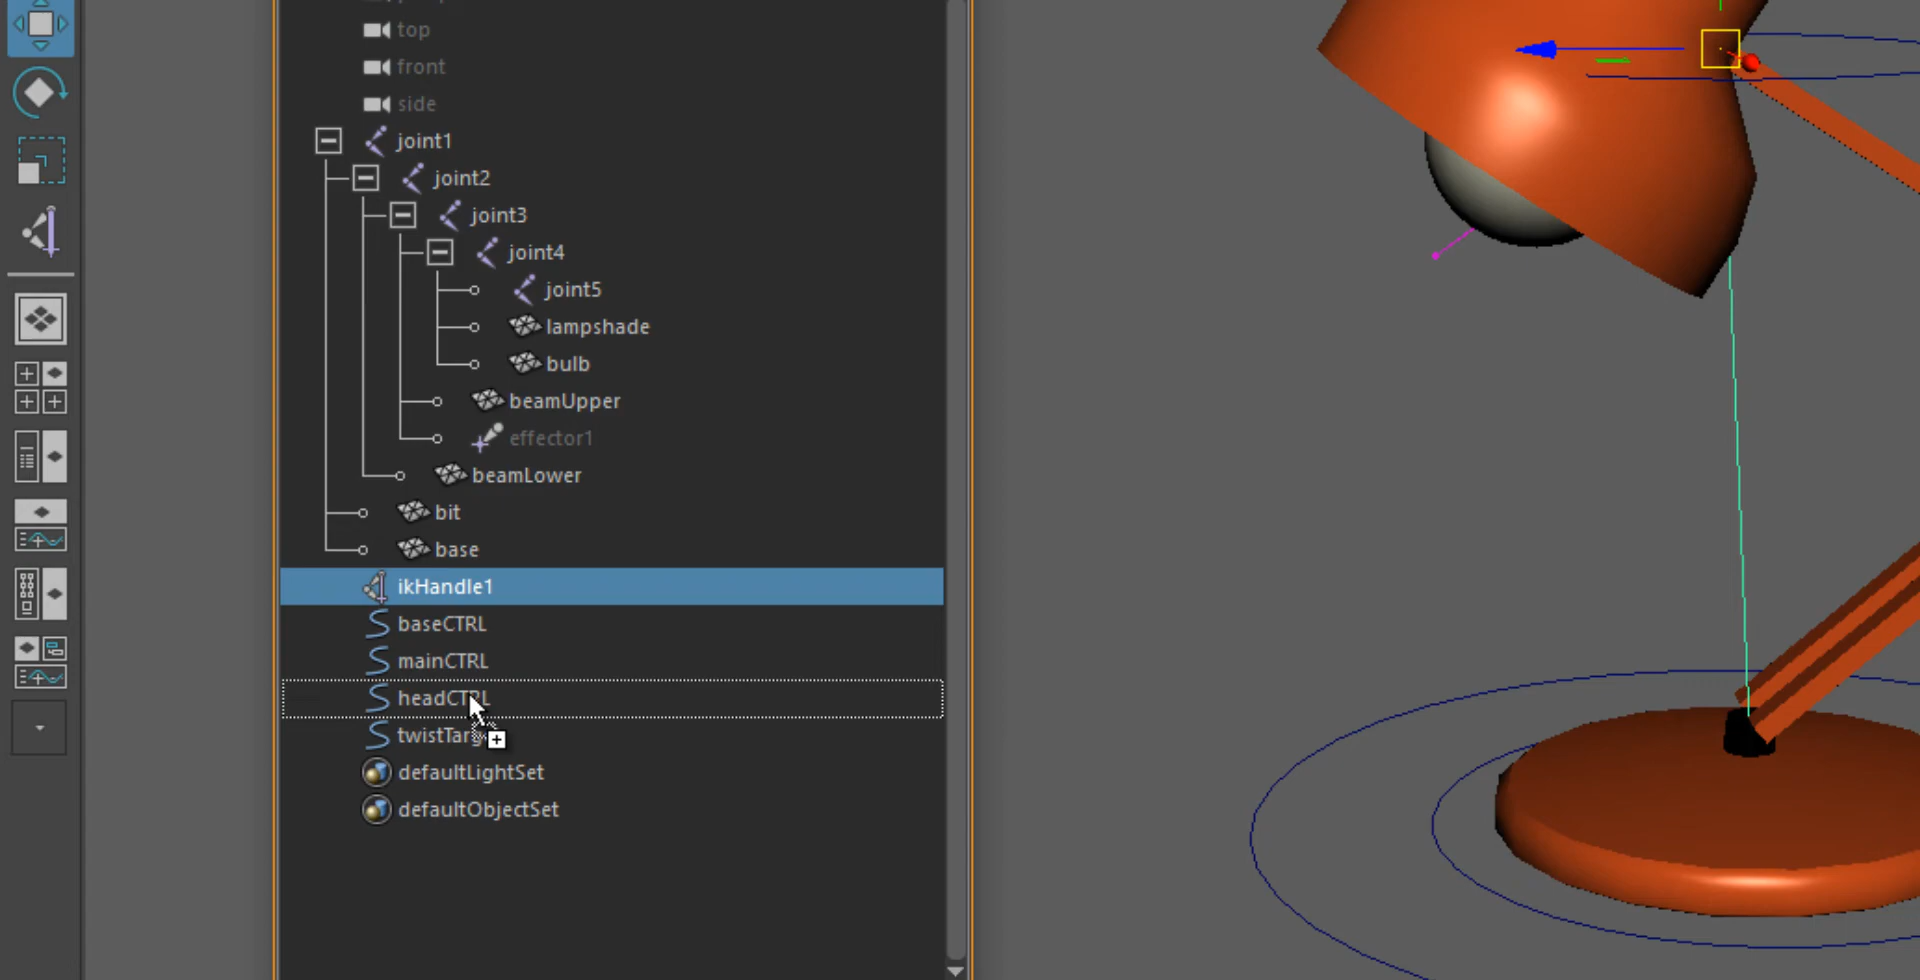 top
front
side
joint1
joint2
joint3
joint4
joint5
lampshade
bulb
beamUpper
effector1
beamLower
bit
base
ikHandle1
baseCTRL
mainCTRL
headCTRL
defaultLightSet
defaultObjectSet